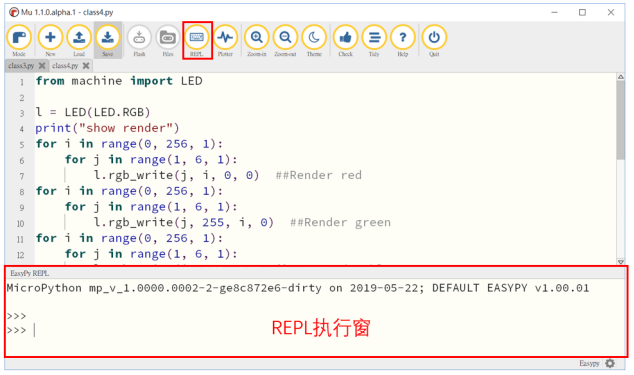 Mu 1.1.0.alpha.1 - class4.py
Mode New Load Save Flash Files REPL Plotter Zoom-in Zoom-out Theme Check Tidy Help Quit
class3.py class4.py
1 from machine import LED
2
3 l = LED(LED.RGB)
4 print("show render")
5 for i in range(0, 256, 1):
6 for j in range(1, 6, 1):
7 l.rgb_write(j, i, 0, 0) ##Render red
8 for i in range(0, 256, 1):
9 for j in range(1, 6, 1):
10 l.rgb_write(j, 255, i, 0) ##Render green
11 for i in range(0, 256, 1):
12 for j in range(1, 6, 1):
EasyPy REPL
MicroPython mp_v_1.0000.0002-2-ge8c872e6-dirty on 2019-05-22; DEFAULT EASYPY v1.00.01
>>>
>>>
REPL执行窗
Easypy